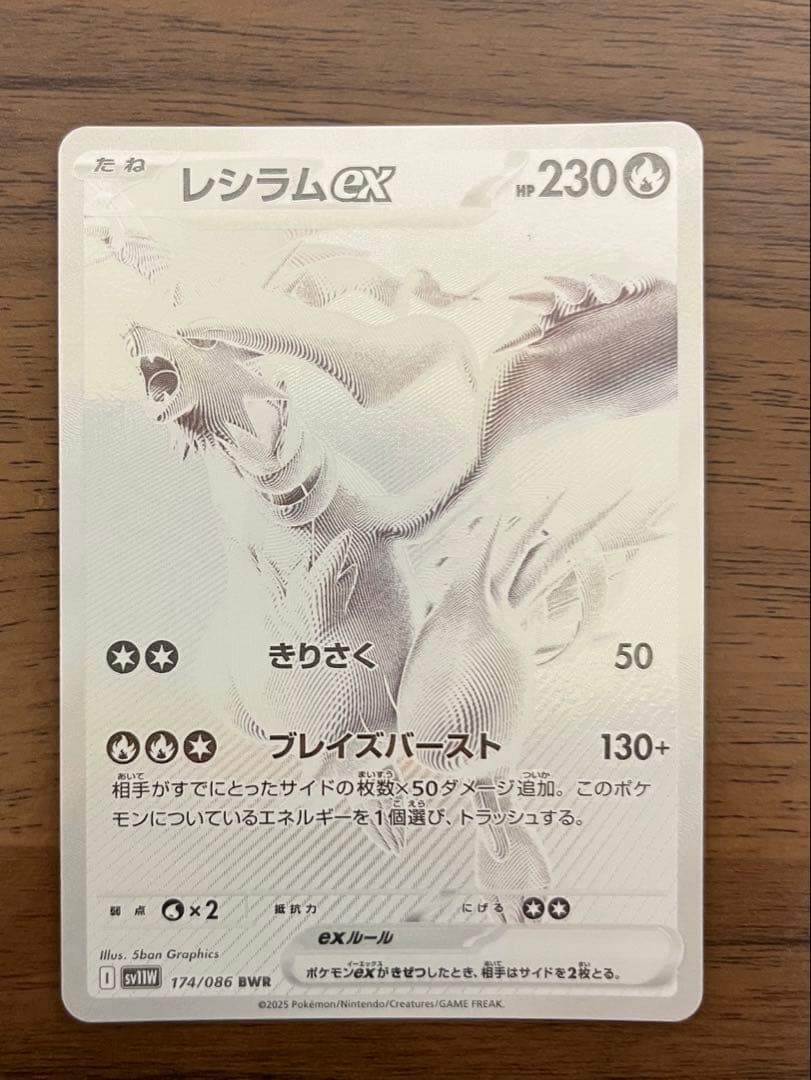 たね
レシラムex
HP 230
きりさく 50
ブレイズバースト 130+
相手がすでにとったサイドの枚数×50ダメージ追加。このポケ
モンについているエネルギーを1個選び、トラッシュする。
弱点 ×2 抵抗力 にげる
exルール
ポケモンexがきぜつしたとき、相手はサイドを2枚とる。
Illus. 5ban Graphics
I SV11W 174/086 BWR
©2025 Pokémon/Nintendo/Creatures/GAME FREAK.